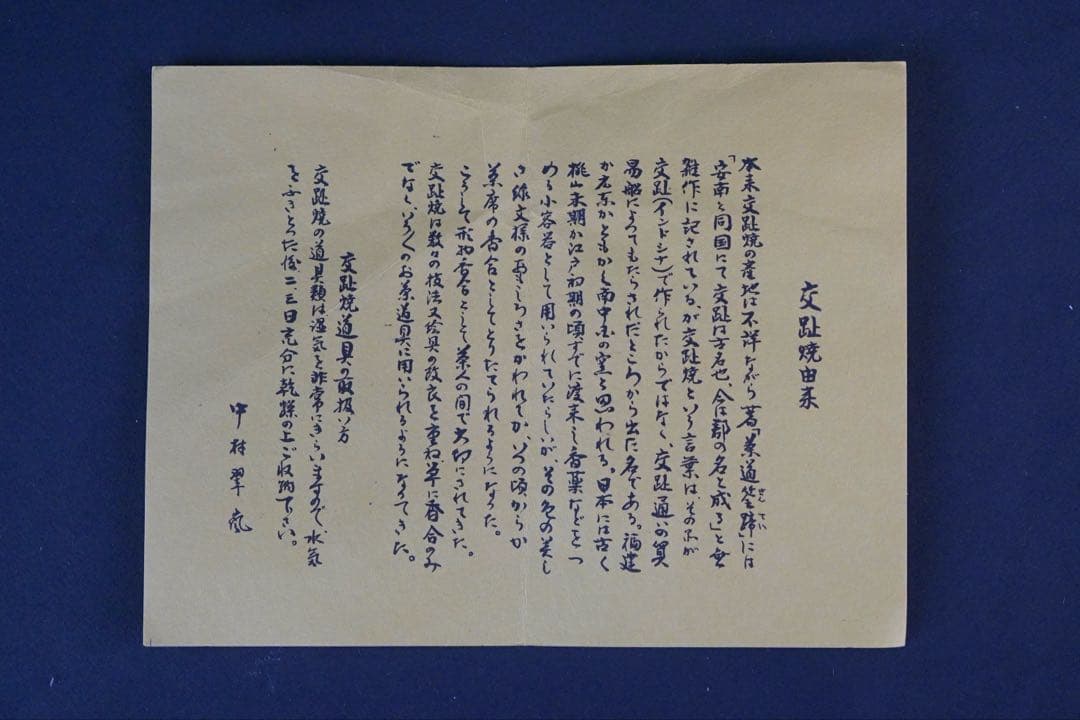 交趾焼由来
本来交趾焼の産地は不詳ながら 著「茶道筌蹄」には
せんてい
「安南と同国にて交趾は古名也、今は郡の名と成る」と
雑作に記されている、が交趾焼という言葉はその名が
交趾(インドシナ)で作られたからではなく、交趾通いの貿
易船によってもたらされたところから出た名である。福建
か広東かともかく南中国の窯と思われる。日本には古く
桃山末期か江戸初期の頃すでに渡来し香薬などをつ
める小容器として用いられていたらしいが、その色の美し
さ 線文様のおもしろさをかわれてか、いつの頃からか
茶席の香合としてとりたてられるようになった。
こうして形物香合として茶人の間で大切にされてきた。
交趾焼は数々の技法又絵具の改良を重ね、単に香合のみ
でなく、いろいろのお茶道具に用いられるようになってきた。
交趾焼道具の取扱い方
交趾焼の道具類は湿気を非常にきらいますので、水気
をふきとった後 二、三日充分に乾燥の上ご収納下さい。
中村翠嵐